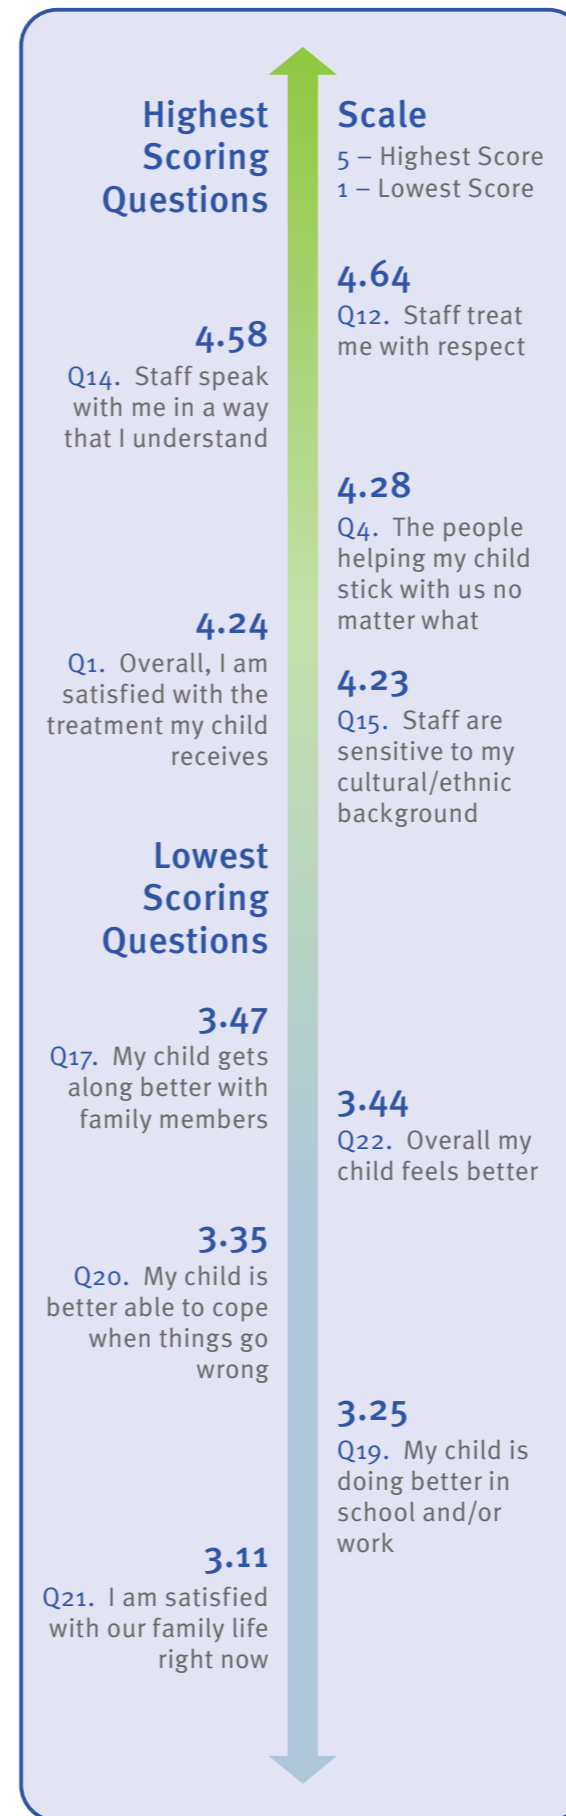 Highest
Scoring
Questions
Scale
5 – Highest Score
1 – Lowest Score
4.64
Q12. Staff treat
me with respect
4.58
Q14. Staff speak
with me in a way
that I understand
4.28
Q4. The people
helping my child
stick with us no
matter what
4.24
Q1. Overall, I am
satisfied with the
treatment my child
receives
4.23
Q15. Staff are
sensitive to my
cultural/ethnic
background
Lowest
Scoring
Questions
3.47
Q17. My child gets
along better with
family members
3.44
Q22. Overall my
child feels better
3.35
Q20. My child is
better able to cope
when things go
wrong
3.25
Q19. My child is
doing better in
school and/or
work
3.11
Q21. I am satisfied
with our family life
right now